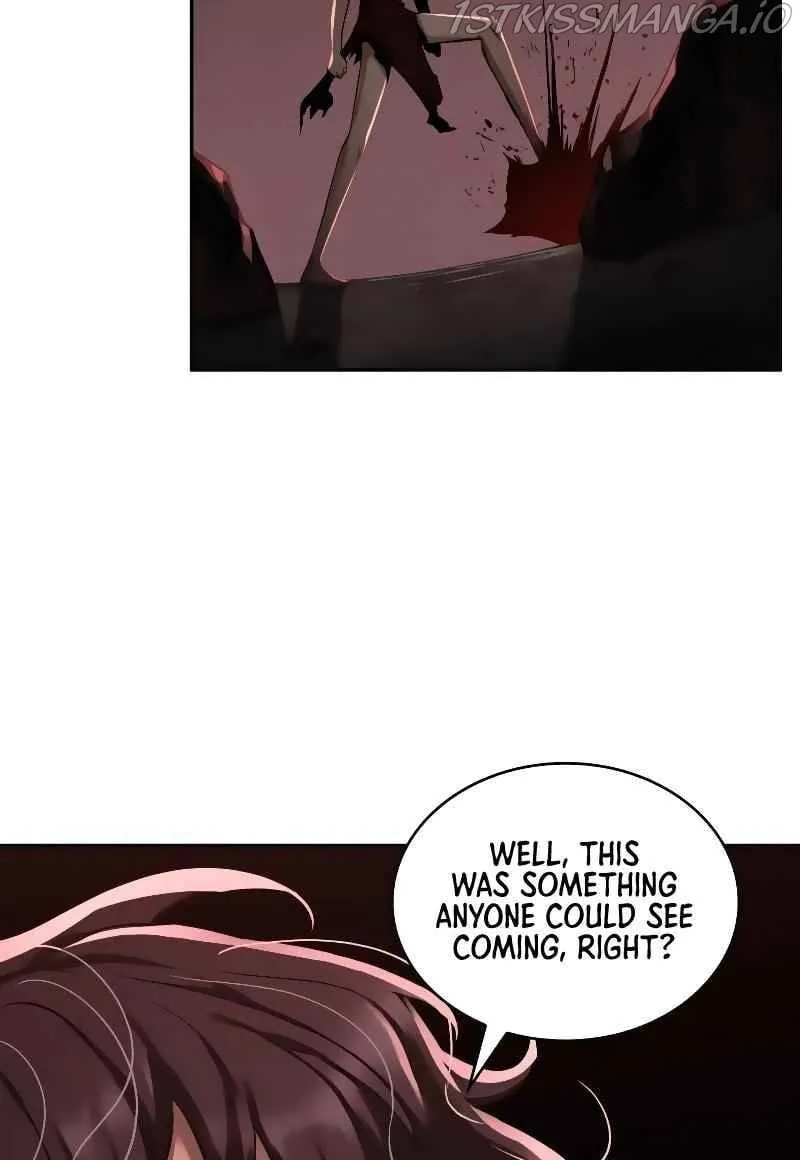 1STKISSMANGA.IO
WELL, THIS
WAS SOMETHING
ANYONE COULD SEE
COMING, RIGHT?